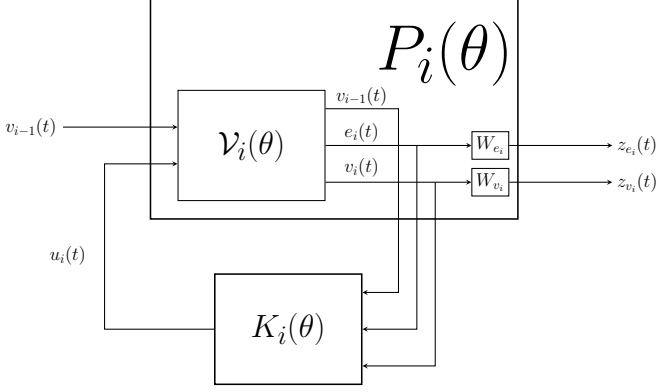 P_i(θ)
v_{i−1}(t)
v_{i−1}(t)
𝒱_i(θ)
e_i(t)
W_{e_i}
z_{e_i}(t)
v_i(t)
W_{v_i}
z_{v_i}(t)
u_i(t)
K_i(θ)